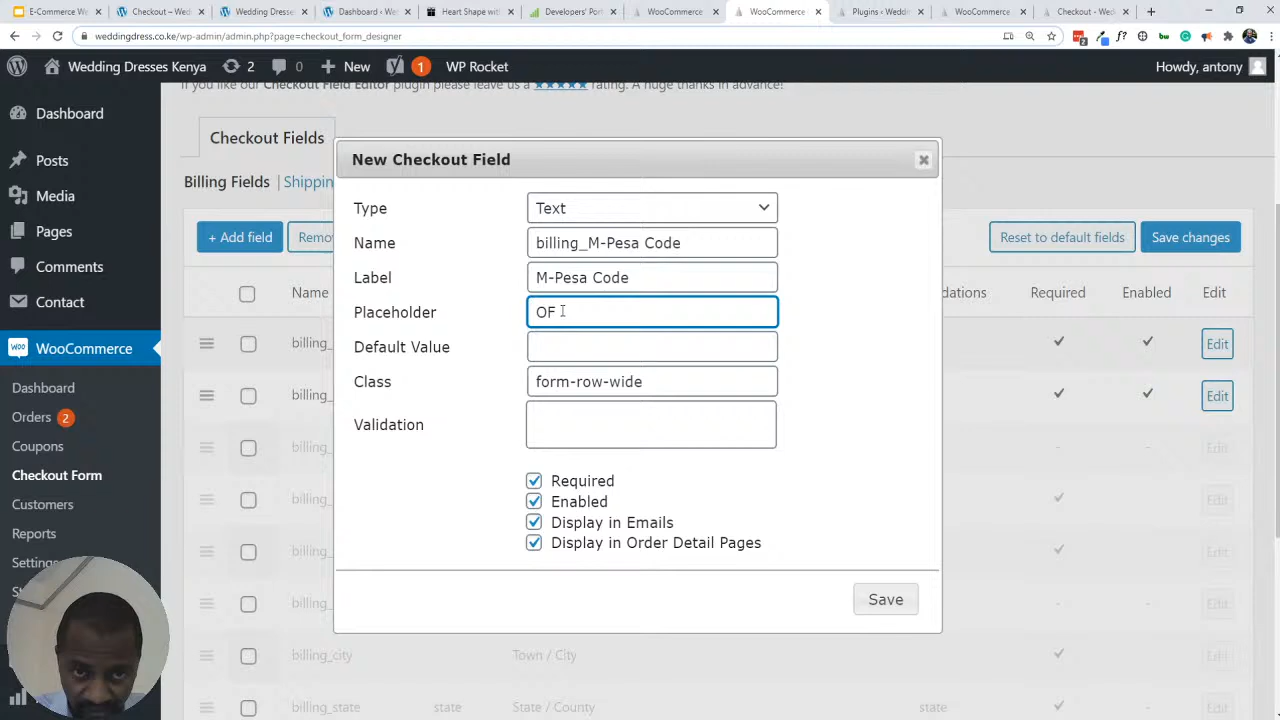 E-Commerce We
Checkout – Weds
Wedding Dresses
Dashboard ‹ We
Heart Shape with
Developers' Port
WooCommerce
WooCommerce
Plugins ‹ Weddi
WooCommerce
Checkout - Wed
weddingdress.co.ke/wp-admin/admin.php?page=checkout_form_designer
Wedding Dresses Kenya
2
0
New
1
WP Rocket
Howdy, antony
If you like our Checkout Field Editor plugin please leave us a ★★★★★ rating. A huge thanks in advance!
Dashboard
Posts
Media
Pages
Comments
Contact
WooCommerce
Dashboard
Orders 2
Coupons
Checkout Form
Customers
Reports
Settings
Checkout Fields
Billing Fields
Shippin
+ Add field
Remo
Reset to default fields
Save changes
Name
dations
Required
Enabled
Edit
billing_
Edit
billing_
Edit
billing_
Edit
billing_
Edit
billing_
Edit
billing_
Edit
billing_city
Town / City
Edit
billing_state
state
State / County
state
Edit
New Checkout Field
Type
Text
Name
billing_M-Pesa Code
Label
M-Pesa Code
Placeholder
OF
Default Value
Class
form-row-wide
Validation
Required
Enabled
Display in Emails
Display in Order Detail Pages
Save